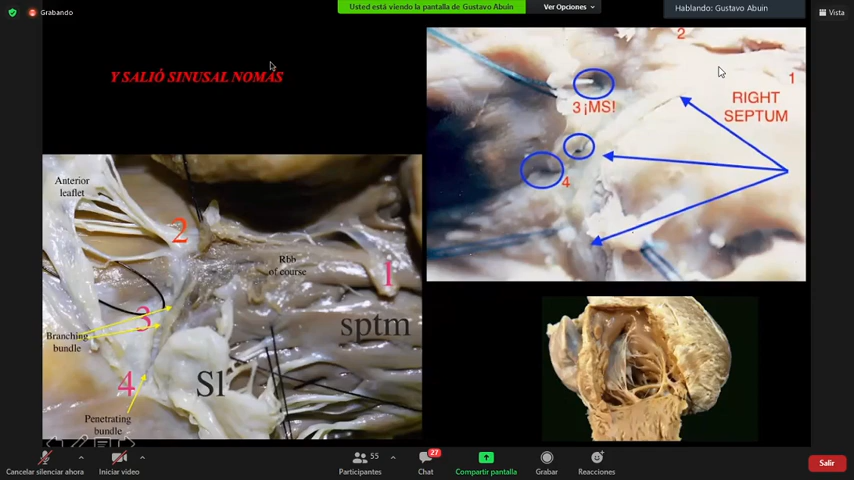 Grabando
Usted está viendo la pantalla de Gustavo Abuin
Ver Opciones
Hablando: Gustavo Abuin
Vista
Y SALIÓ SINUSAL NOMÁS
2
1
3 ¡MS!
RIGHT
SEPTUM
4
Anterior
leaflet
2
Rbb
of course
1
3
sptm
Branching
bundle
4
Sl
Penetrating
bundle
Cancelar silenciar ahora
Iniciar video
55
Participantes
27
Chat
Compartir pantalla
Grabar
Reacciones
Salir